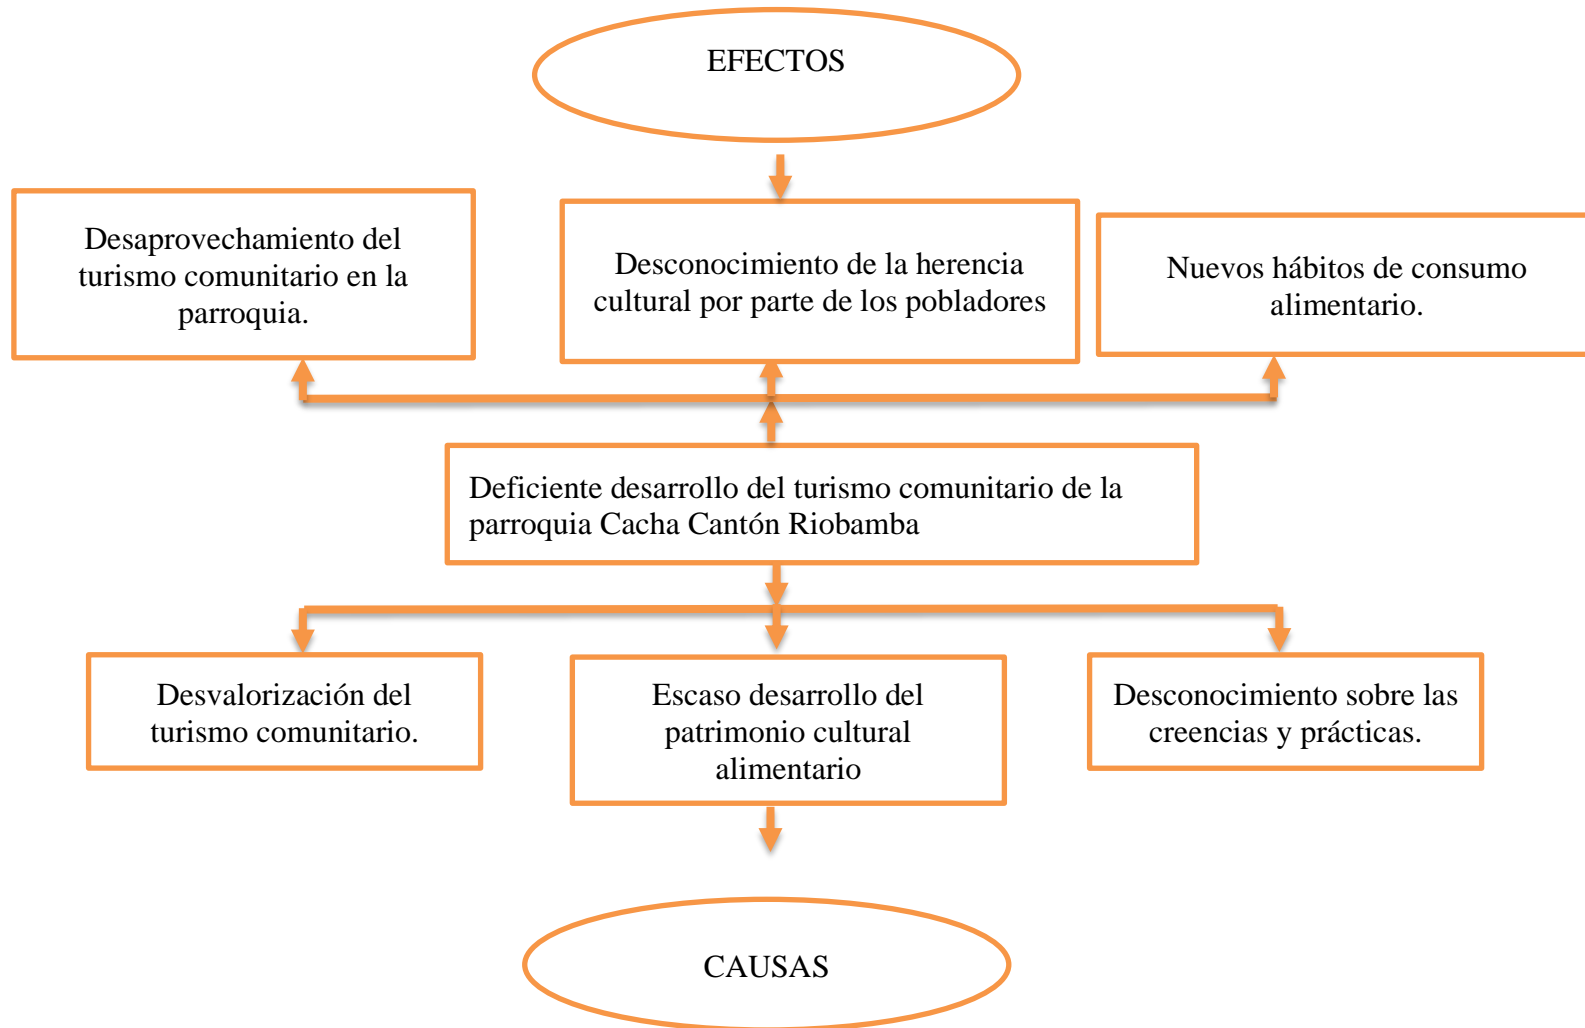 EFECTOS
Desaprovechamiento del
turismo comunitario en la
parroquia.
Desconocimiento de la herencia
cultural por parte de los pobladores
Nuevos hábitos de consumo
alimentario.
Deficiente desarrollo del turismo comunitario de la
parroquia Cacha Cantón Riobamba
Desvalorización del
turismo comunitario.
Escaso desarrollo del
patrimonio cultural
alimentario
Desconocimiento sobre las
creencias y prácticas.
CAUSAS